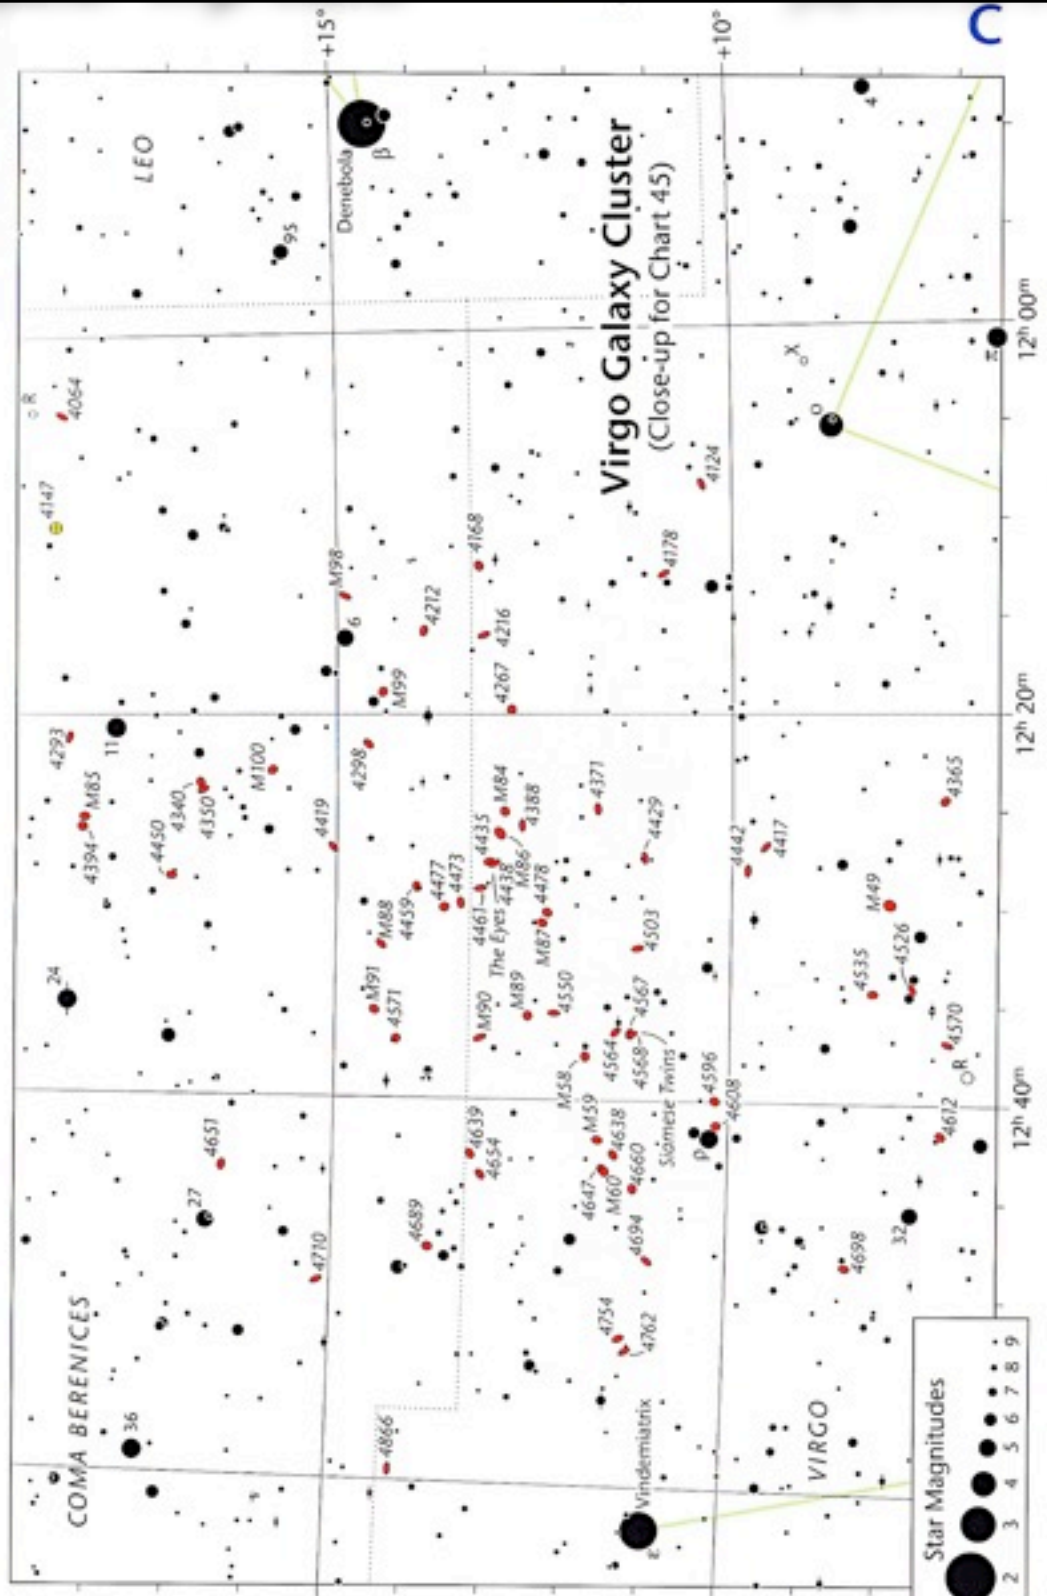 C
+15°
+10°
LEO
Denebola
β
95
4
Virgo Galaxy Cluster
(Close-up for Chart 45)
12h 00m
π
X
o
R
4064
4147
4124
4178
4168
M98
6
4212
4216
M99
4267
12h 20m
4293
11
M85
4394
4340
4350
M100
4450
4298
4419
4435
M84
4388
4371
4429
4442
4417
4365
M86
4438
4478
4477
4473
4459
4461
The Eyes
M87
M88
4503
M49
4526
4535
24
M91
4571
M90
M89
4550
4567
4564
4568
Siamese Twins
M58
4570
R
12h 40m
4596
4608
ρ
4612
M59
4638
4639
4654
4647
M60
4660
4651
27
4689
4694
4710
32
4698
4754
4762
COMA BERENICES
36
4866
Vindemiatrix
ε
VIRGO
Star Magnitudes
2 3 4 5 6 7 8 9